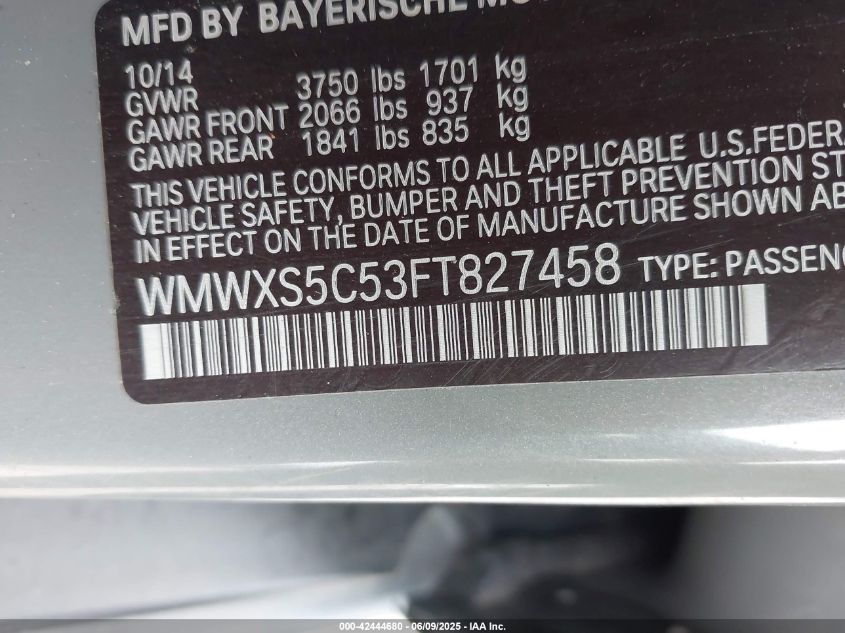 MFD BY BAYERISCHE
10/14
GVWR 3750 lbs 1701 kg
GAWR FRONT 2066 lbs 937 kg
GAWR REAR 1841 lbs 835 kg
THIS VEHICLE CONFORMS TO ALL APPLICABLE U.S.FEDER
VEHICLE SAFETY, BUMPER AND THEFT PREVENTION ST
IN EFFECT ON THE DATE OF MANUFACTURE SHOWN AB
WMWXS5C53FT827458 TYPE: PASSEN
000-42444680 - 06/09/2025 - IAA Inc.